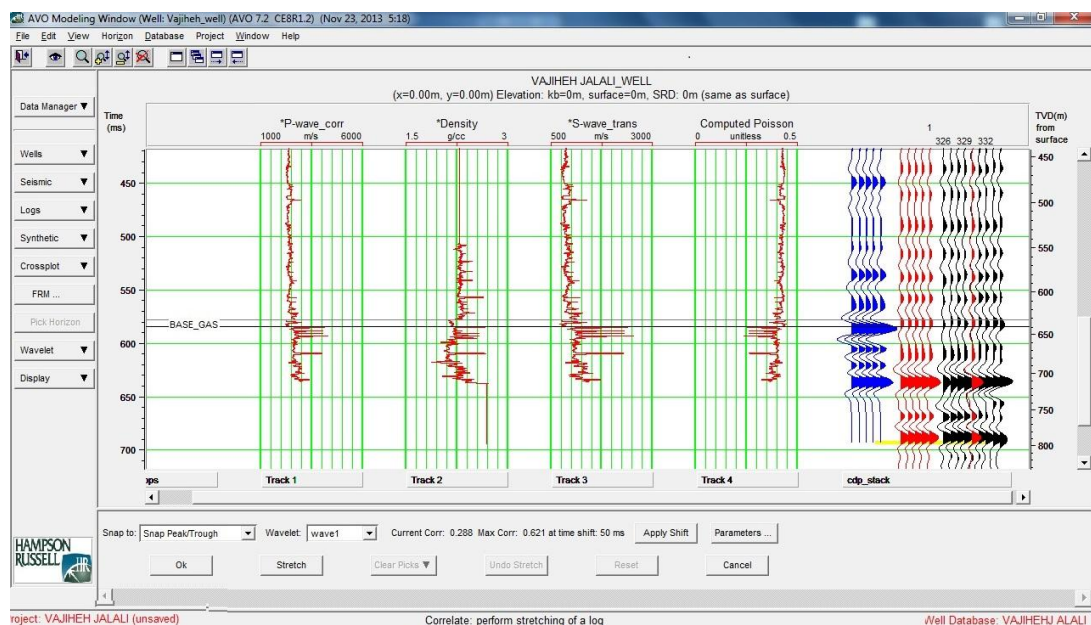 AVO Modeling Window (Well: Vajiheh_well) (AVO 7.2 CE8R1.2) (Nov 23, 2013 5:18)
File Edit View Horizon Database Project Window Help
VAJIHEH JALALI_WELL
(x=0.00m, y=0.00m) Elevation: kb=0m, surface=0m, SRD: 0m (same as surface)
Data Manager
Wells
Seismic
Logs
Synthetic
Crossplot
FRM ...
Pick Horizon
Wavelet
Display
Time
(ms)
*P-wave_corr
1000 m/s 6000
*Density
1.5 g/cc 3
*S-wave_trans
500 m/s 3000
Computed Poisson
0 unitless 0.5
1
326 329 332
TVD(m)
from
surface
450
500
550
600
650
700
BASE_GAS
450
500
550
600
650
700
750
800
ops
Track 1
Track 2
Track 3
Track 4
cdp_stack
Snap to: Snap Peak/Trough Wavelet: wave1 Current Corr: 0.288 Max Corr: 0.621 at time shift: 50 ms Apply Shift Parameters ...
Ok Stretch Clear Picks Undo Stretch Reset Cancel
HAMPSON
RUSSELL
HR
roject: VAJIHEH JALALI (unsaved) Correlate: perform stretching of a log Well Database: VAJIHEHJ ALALI